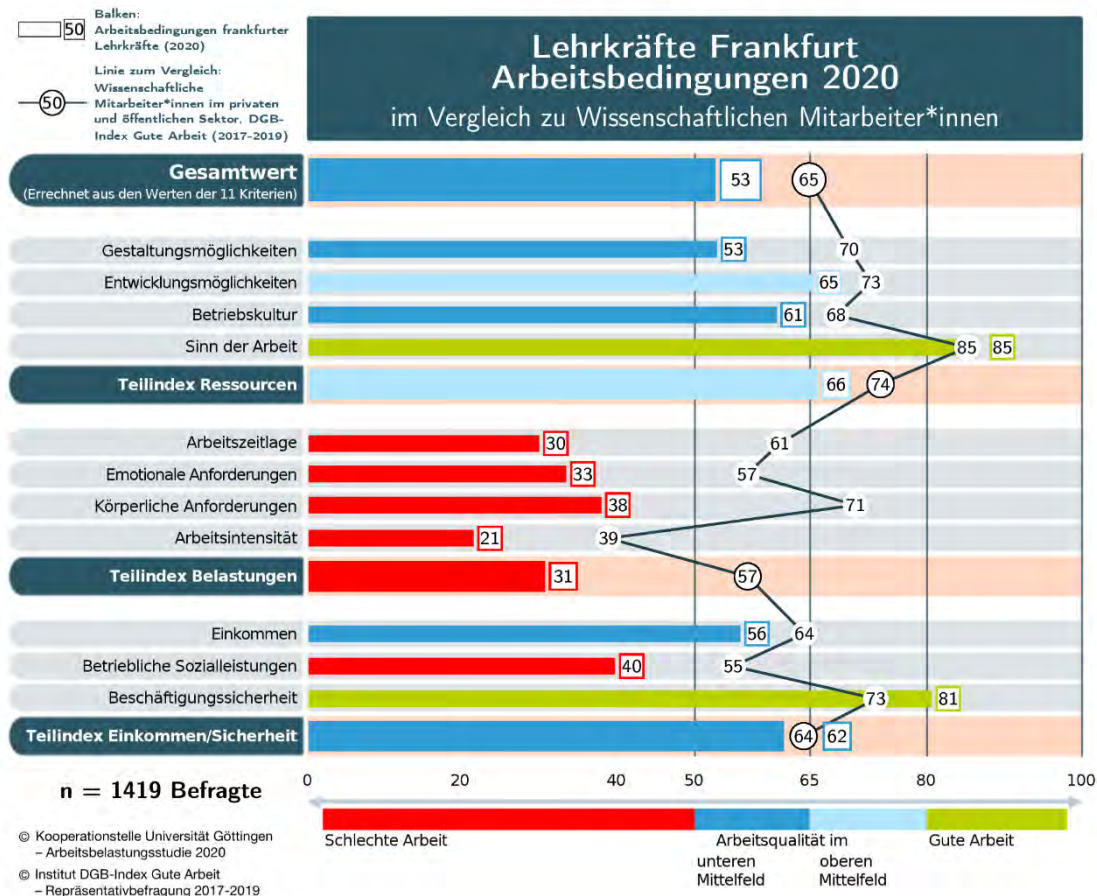 Balken:
50 Arbeitsbedingungen frankfurter
Lehrkräfte (2020)
Linie zum Vergleich:
Wissenschaftliche
50 Mitarbeiter*innen im privaten
und öffentlichen Sektor. DGB-
Index Gute Arbeit (2017-2019)
Lehrkräfte Frankfurt
Arbeitsbedingungen 2020
im Vergleich zu Wissenschaftlichen Mitarbeiter*innen
Gesamtwert
(Errechnet aus den Werten der 11 Kriterien)
53 65
Gestaltungsmöglichkeiten 53 70
Entwicklungsmöglichkeiten 65 73
Betriebskultur 61 68
Sinn der Arbeit 85 85
Teilindex Ressourcen 66 74
Arbeitszeitlage 30 61
Emotionale Anforderungen 33 57
Körperliche Anforderungen 38 71
Arbeitsintensität 21 39
Teilindex Belastungen 31 57
Einkommen 56 64
Betriebliche Sozialleistungen 40 55
Beschäftigungssicherheit 73 81
Teilindex Einkommen/Sicherheit 64 62
0 20 40 50 65 80 100
n = 1419 Befragte
Schlechte Arbeit
Arbeitsqualität im
unteren
Mittelfeld
oberen
Mittelfeld
Gute Arbeit
© Kooperationstelle Universität Göttingen
– Arbeitsbelastungsstudie 2020
© Institut DGB-Index Gute Arbeit
– Repräsentativbefragung 2017-2019